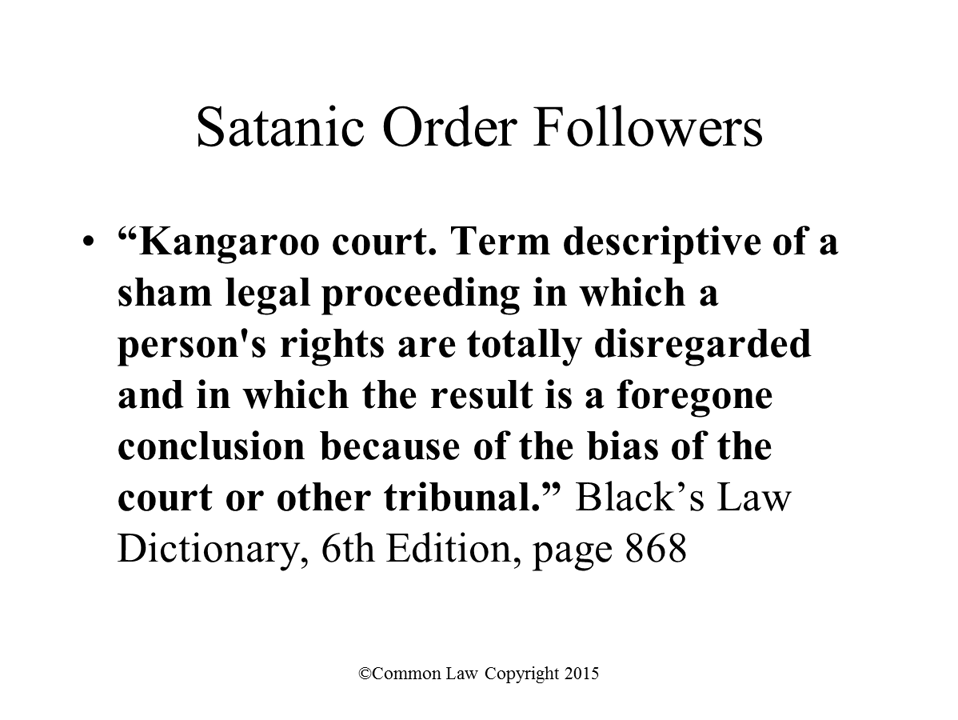 Satanic Order Followers
• “Kangaroo court. Term descriptive of a
sham legal proceeding in which a
person's rights are totally disregarded
and in which the result is a foregone
conclusion because of the bias of the
court or other tribunal.” Black’s Law
Dictionary, 6th Edition, page 868
©Common Law Copyright 2015